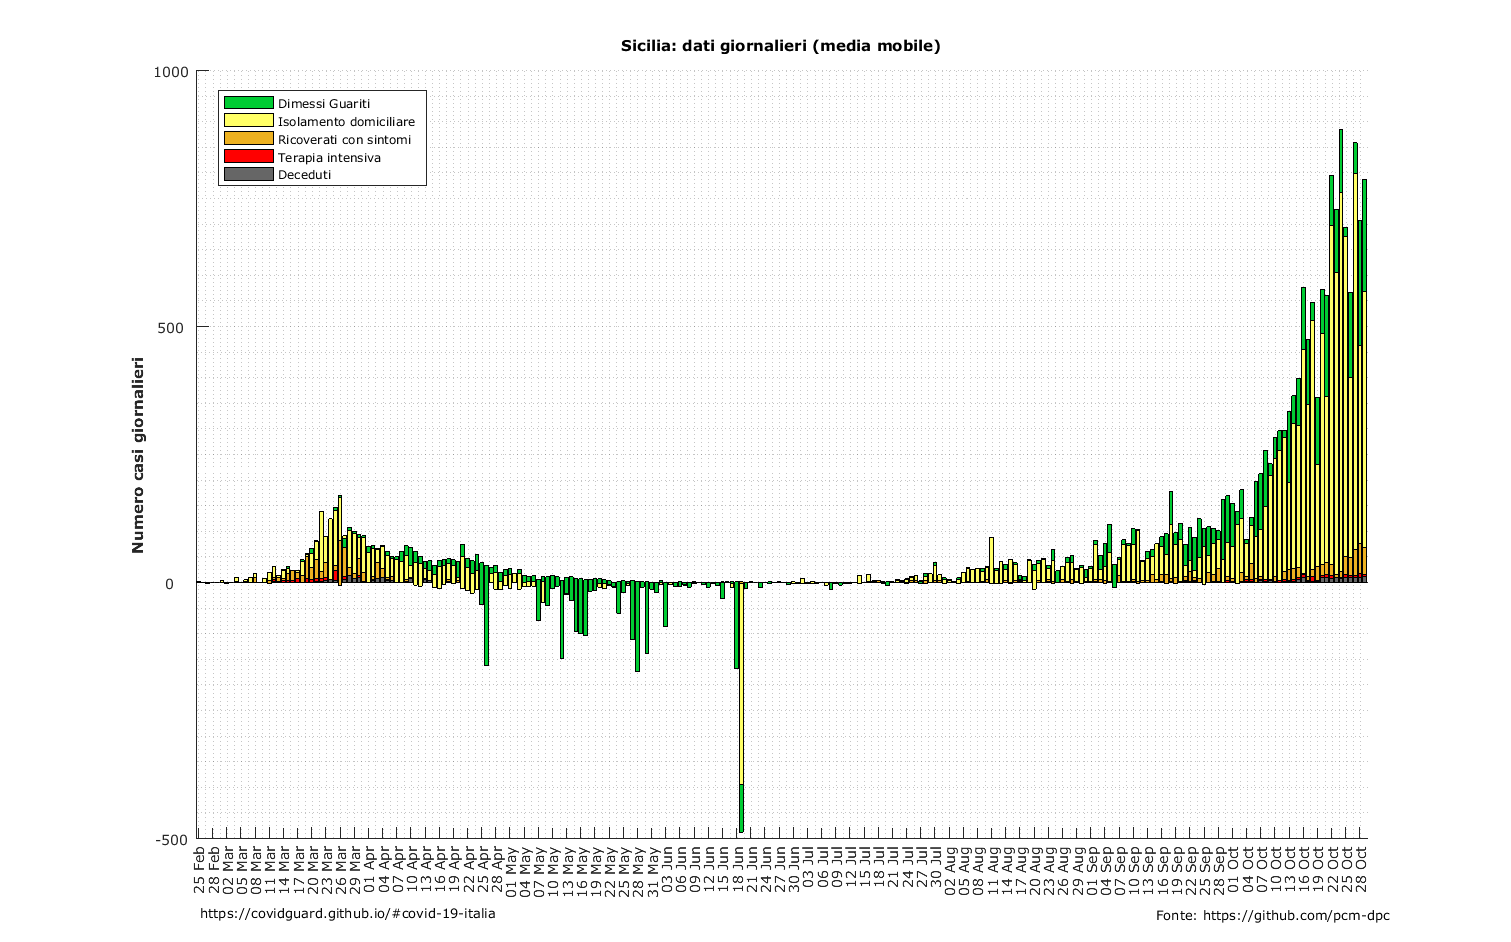 Sicilia: dati giornalieri (media mobile)
1000
Dimessi Guariti
Isolamento domiciliare
Ricoverati con sintomi
Terapia intensiva
Deceduti
500
Numero casi giornalieri
0
-500
25 Feb
28 Feb
02 Mar
05 Mar
08 Mar
11 Mar
14 Mar
17 Mar
20 Mar
23 Mar
26 Mar
29 Mar
01 Apr
04 Apr
07 Apr
10 Apr
13 Apr
16 Apr
19 Apr
22 Apr
25 Apr
28 Apr
01 May
04 May
07 May
10 May
13 May
16 May
19 May
22 May
25 May
28 May
31 May
03 Jun
06 Jun
09 Jun
12 Jun
15 Jun
18 Jun
21 Jun
24 Jun
27 Jun
30 Jun
03 Jul
06 Jul
09 Jul
12 Jul
15 Jul
18 Jul
21 Jul
24 Jul
27 Jul
30 Jul
02 Aug
05 Aug
08 Aug
11 Aug
14 Aug
17 Aug
20 Aug
23 Aug
26 Aug
29 Aug
01 Sep
04 Sep
07 Sep
10 Sep
13 Sep
16 Sep
19 Sep
22 Sep
25 Sep
28 Sep
01 Oct
04 Oct
07 Oct
10 Oct
13 Oct
16 Oct
19 Oct
22 Oct
25 Oct
28 Oct
https://covidguard.github.io/#covid-19-italia
Fonte: https://github.com/pcm-dpc